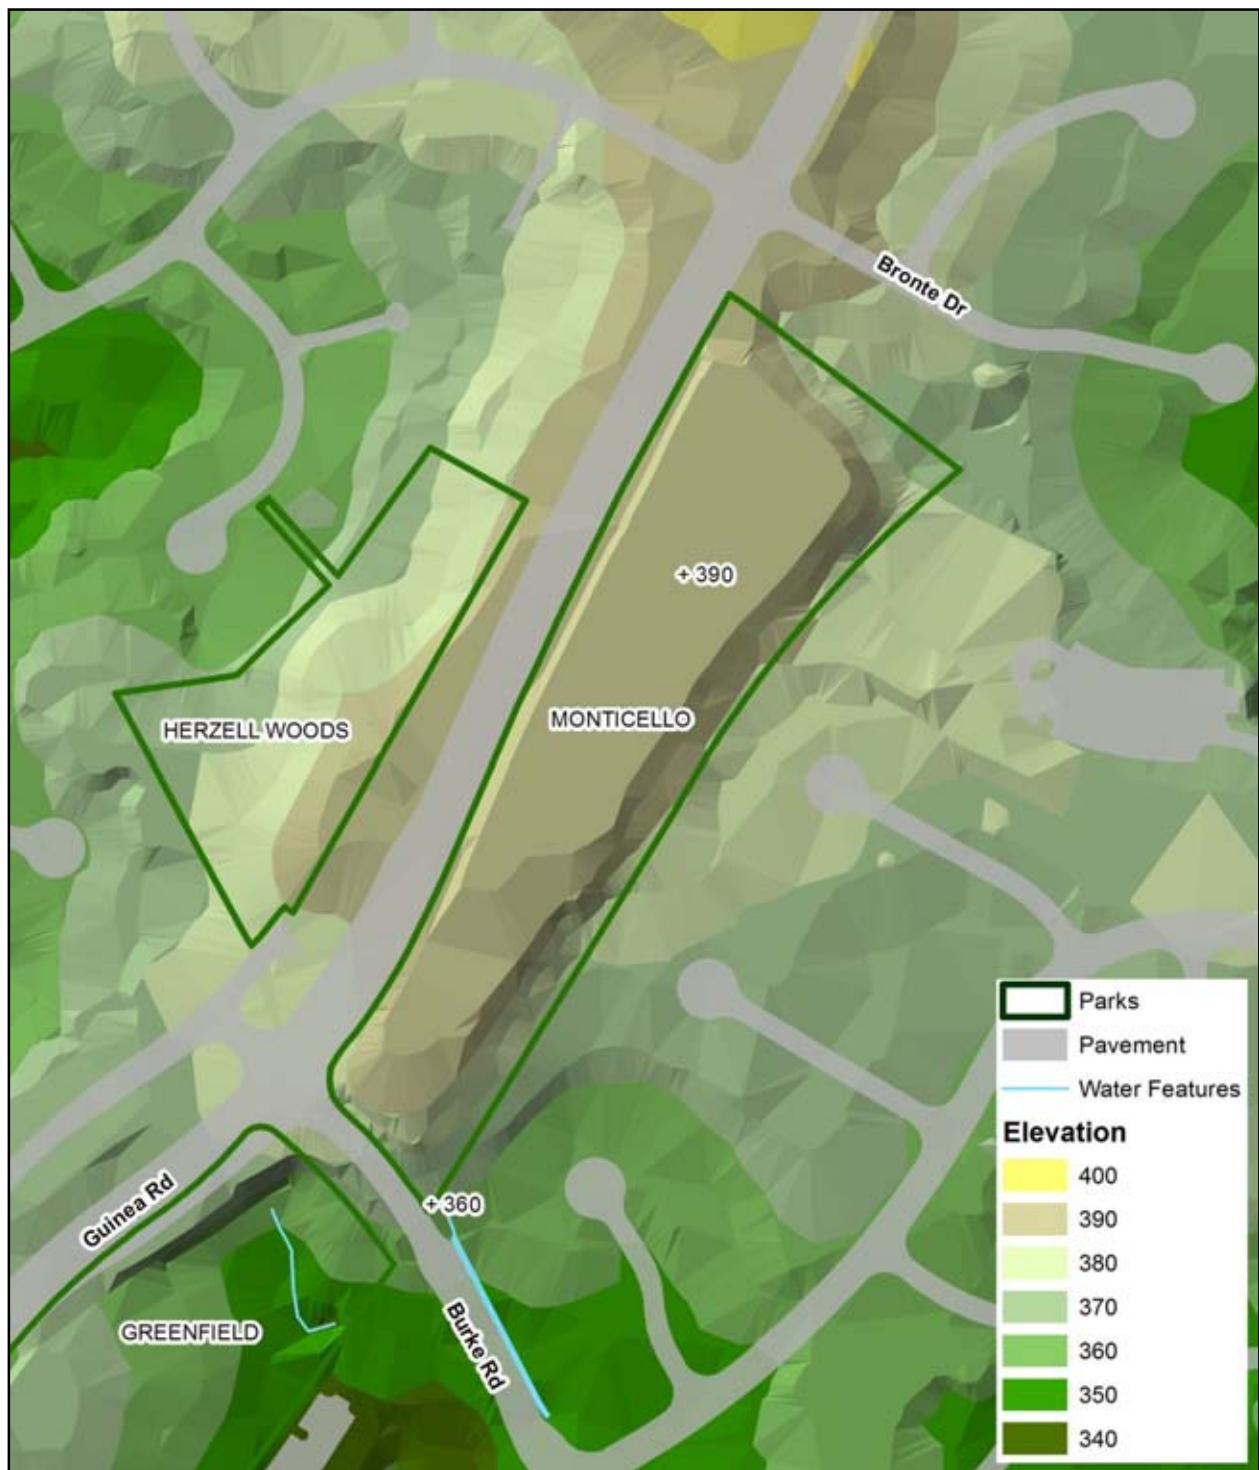 Bronte Dr
+ 390
MONTICELLO
HERZELL WOODS
+ 360
Guinea Rd
GREENFIELD
Burke Rd
Parks
Pavement
Water Features
Elevation
400
390
380
370
360
350
340